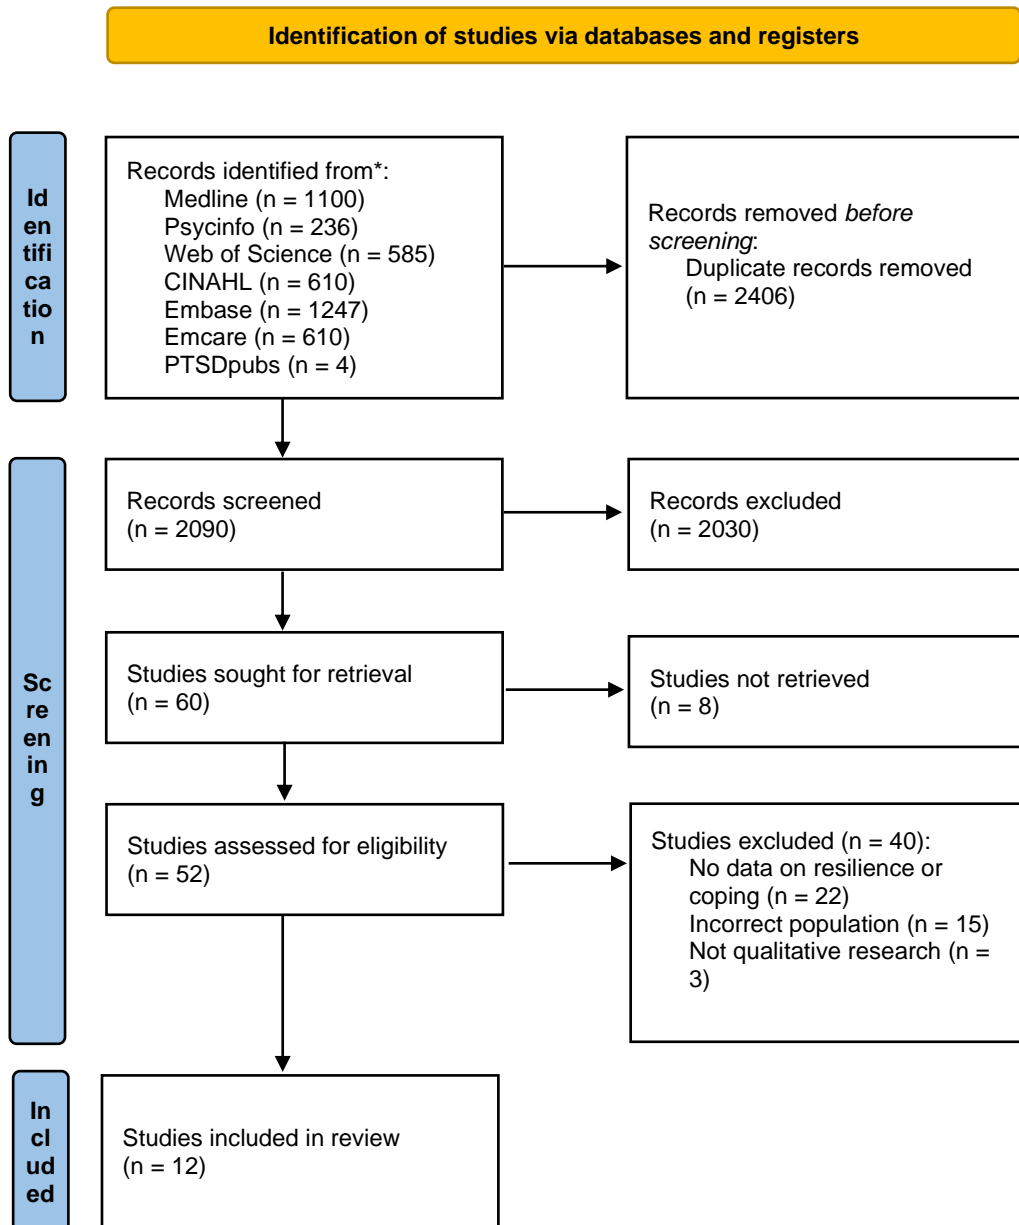 Identification of studies via databases and registers
Id
en
tifi
ca
tio
n
Records identified from*:
Medline (n = 1100)
Psycinfo (n = 236)
Web of Science (n = 585)
CINAHL (n = 610)
Embase (n = 1247)
Emcare (n = 610)
PTSDpubs (n = 4)
Records removed before
screening:
Duplicate records removed
(n = 2406)
Sc
re
en
in
g
Records screened
(n = 2090)
Records excluded
(n = 2030)
Studies sought for retrieval
(n = 60)
Studies not retrieved
(n = 8)
Studies assessed for eligibility
(n = 52)
Studies excluded (n = 40):
No data on resilience or
coping (n = 22)
Incorrect population (n = 15)
Not qualitative research (n =
3)
In
cl
ud
ed
Studies included in review
(n = 12)